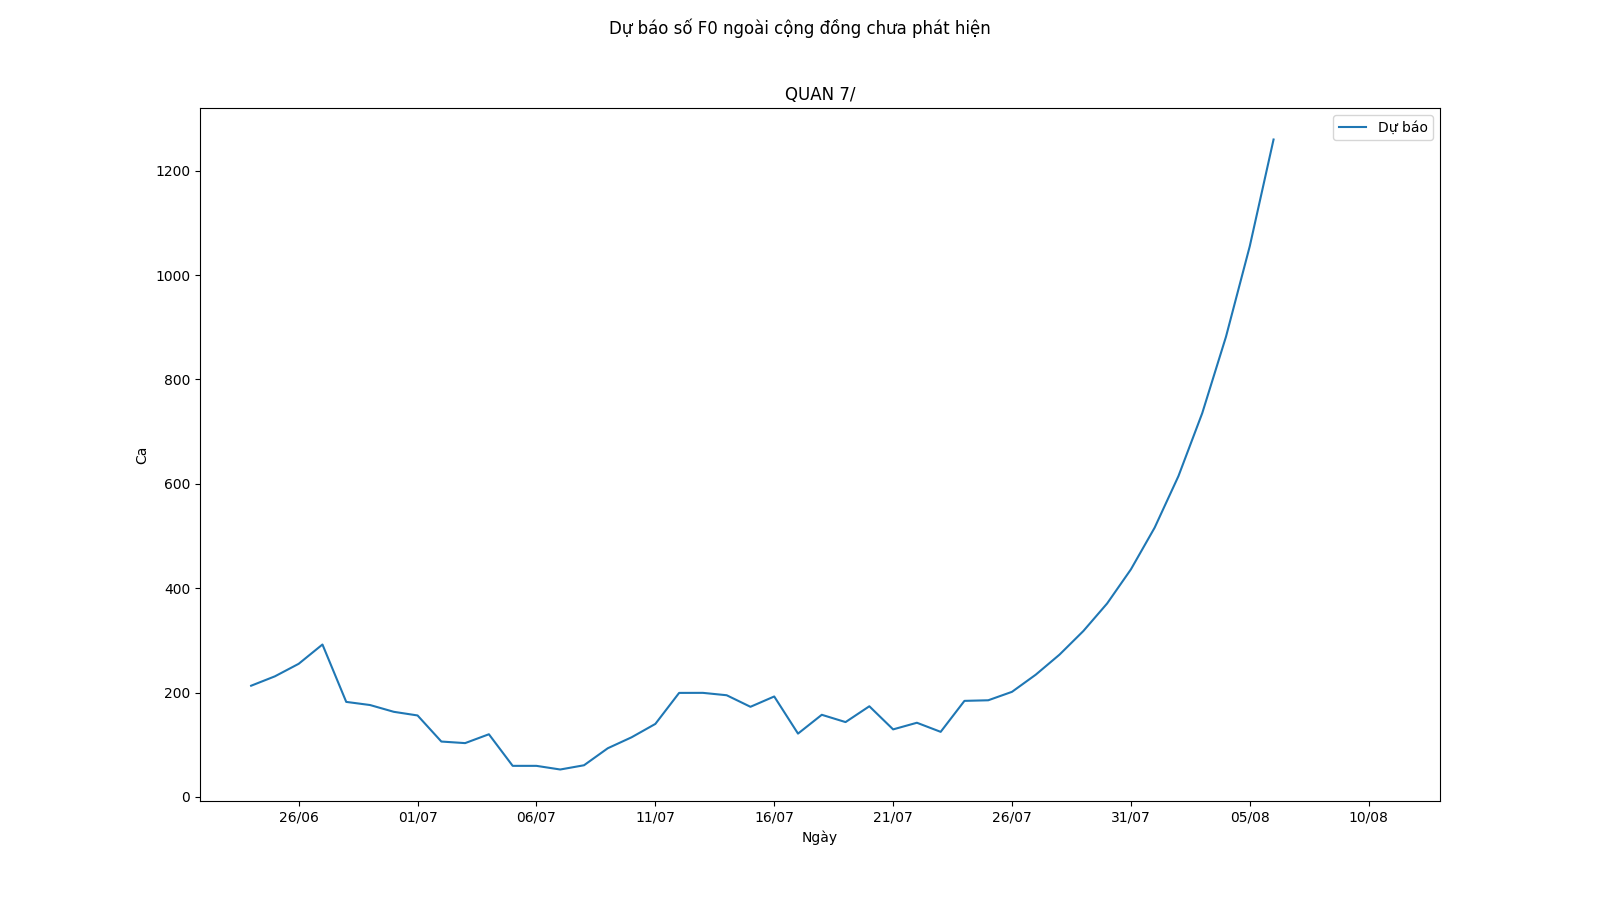 Dự báo số F0 ngoài cộng đồng chưa phát hiện
QUAN 7/
Dự báo
1200
1000
800
600
400
200
0
Ca
26/06 01/07 06/07 11/07 16/07 21/07 26/07 31/07 05/08 10/08
Ngày